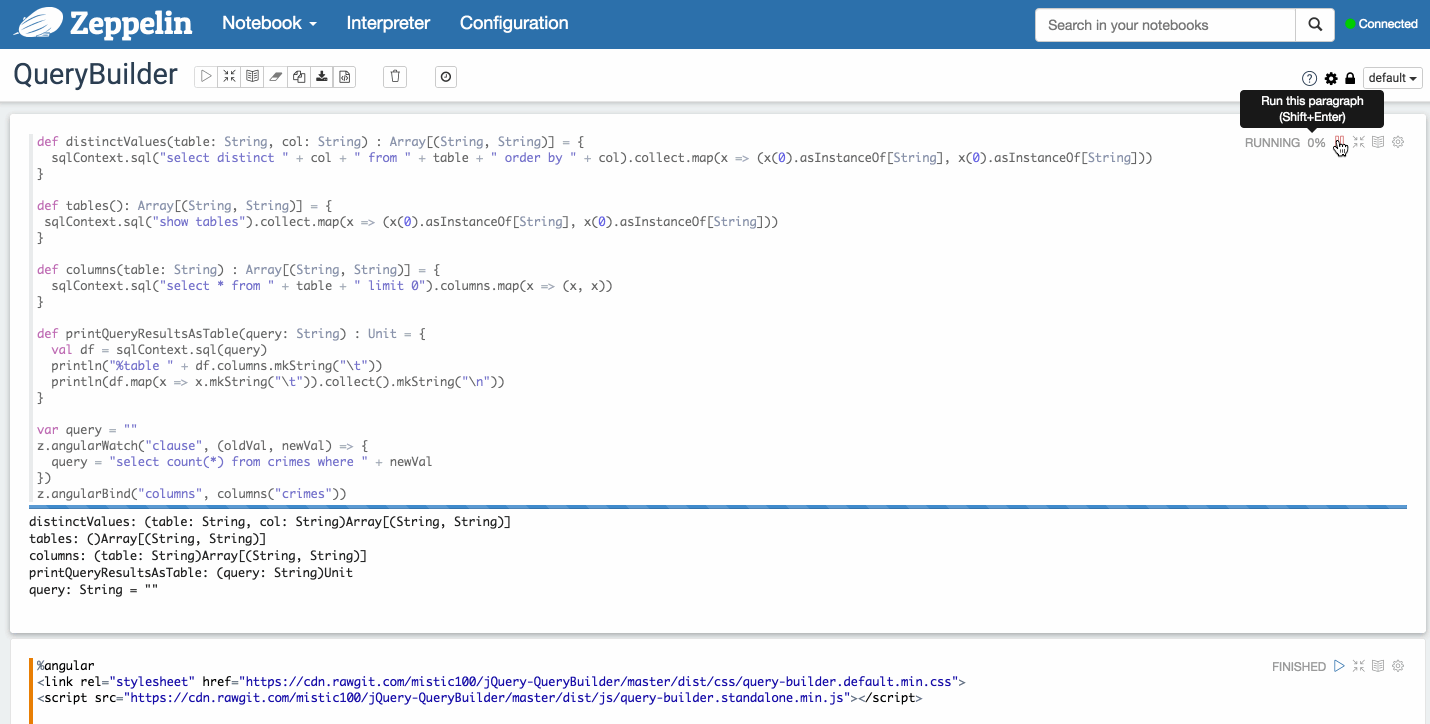 Zeppelin Notebook Interpreter Configuration Search in your notebooks Connected
QueryBuilder default
Run this paragraph
(Shift+Enter)
RUNNING 0%
def distinctValues(table: String, col: String) : Array[(String, String)] = {
  sqlContext.sql("select distinct " + col + " from " + table + " order by " + col).collect.map(x => (x(0).asInstanceOf[String], x(0).asInstanceOf[String]))
}
def tables(): Array[(String, String)] = {
 sqlContext.sql("show tables").collect.map(x => (x(0).asInstanceOf[String], x(0).asInstanceOf[String]))
}
def columns(table: String) : Array[(String, String)] = {
  sqlContext.sql("select * from " + table + " limit 0").columns.map(x => (x, x))
}
def printQueryResultsAsTable(query: String) : Unit = {
  val df = sqlContext.sql(query)
  println("%table " + df.columns.mkString("\t"))
  println(df.map(x => x.mkString("\t")).collect().mkString("\n"))
}
var query = ""
z.angularWatch("clause", (oldVal, newVal) => {
  query = "select count(*) from crimes where " + newVal
})
z.angularBind("columns", columns("crimes"))
distinctValues: (table: String, col: String)Array[(String, String)]
tables: ()Array[(String, String)]
columns: (table: String)Array[(String, String)]
printQueryResultsAsTable: (query: String)Unit
query: String = ""
FINISHED
%angular
<link rel="stylesheet" href="https://cdn.rawgit.com/mistic100/jQuery-QueryBuilder/master/dist/css/query-builder.default.min.css">
<script src="https://cdn.rawgit.com/mistic100/jQuery-QueryBuilder/master/dist/js/query-builder.standalone.min.js"></script>